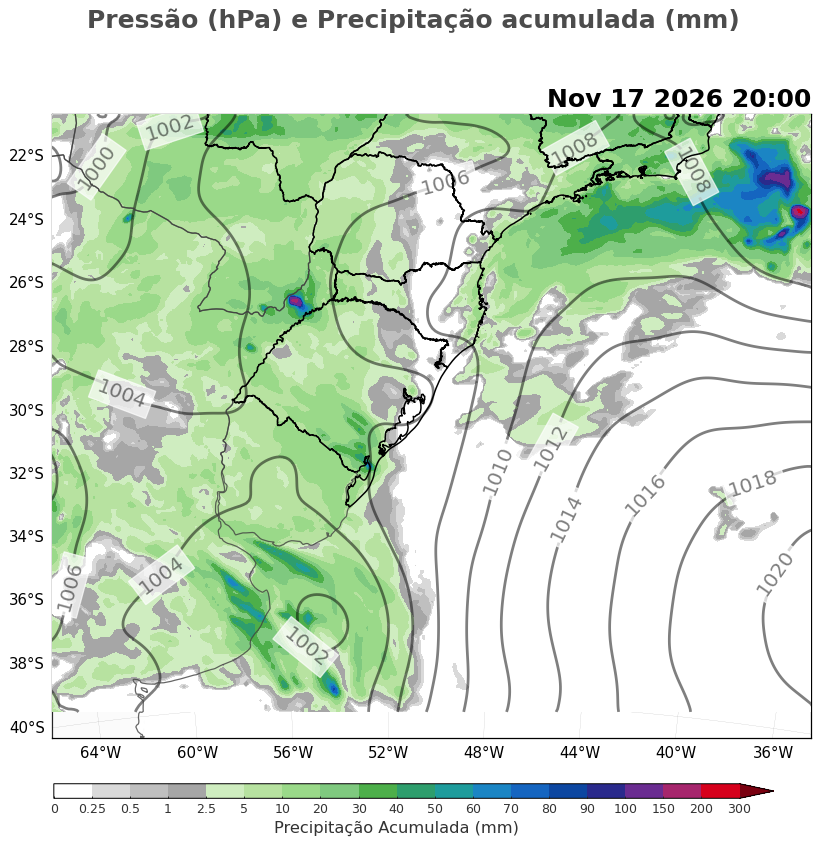 Pressão (hPa) e Precipitação acumulada (mm)
Nov 17 2026 20:00
1002
1000
1008
1008
1006
22°S
24°S
26°S
28°S
30°S
32°S
34°S
36°S
38°S
40°S
1004
1010
1012
1014
1016
1018
1020
1006
1004
1002
64°W 60°W 56°W 52°W 48°W 44°W 40°W 36°W
0 0.25 0.5 1 2.5 5 10 20 30 40 50 60 70 80 90 100 150 200 300
Precipitação Acumulada (mm)